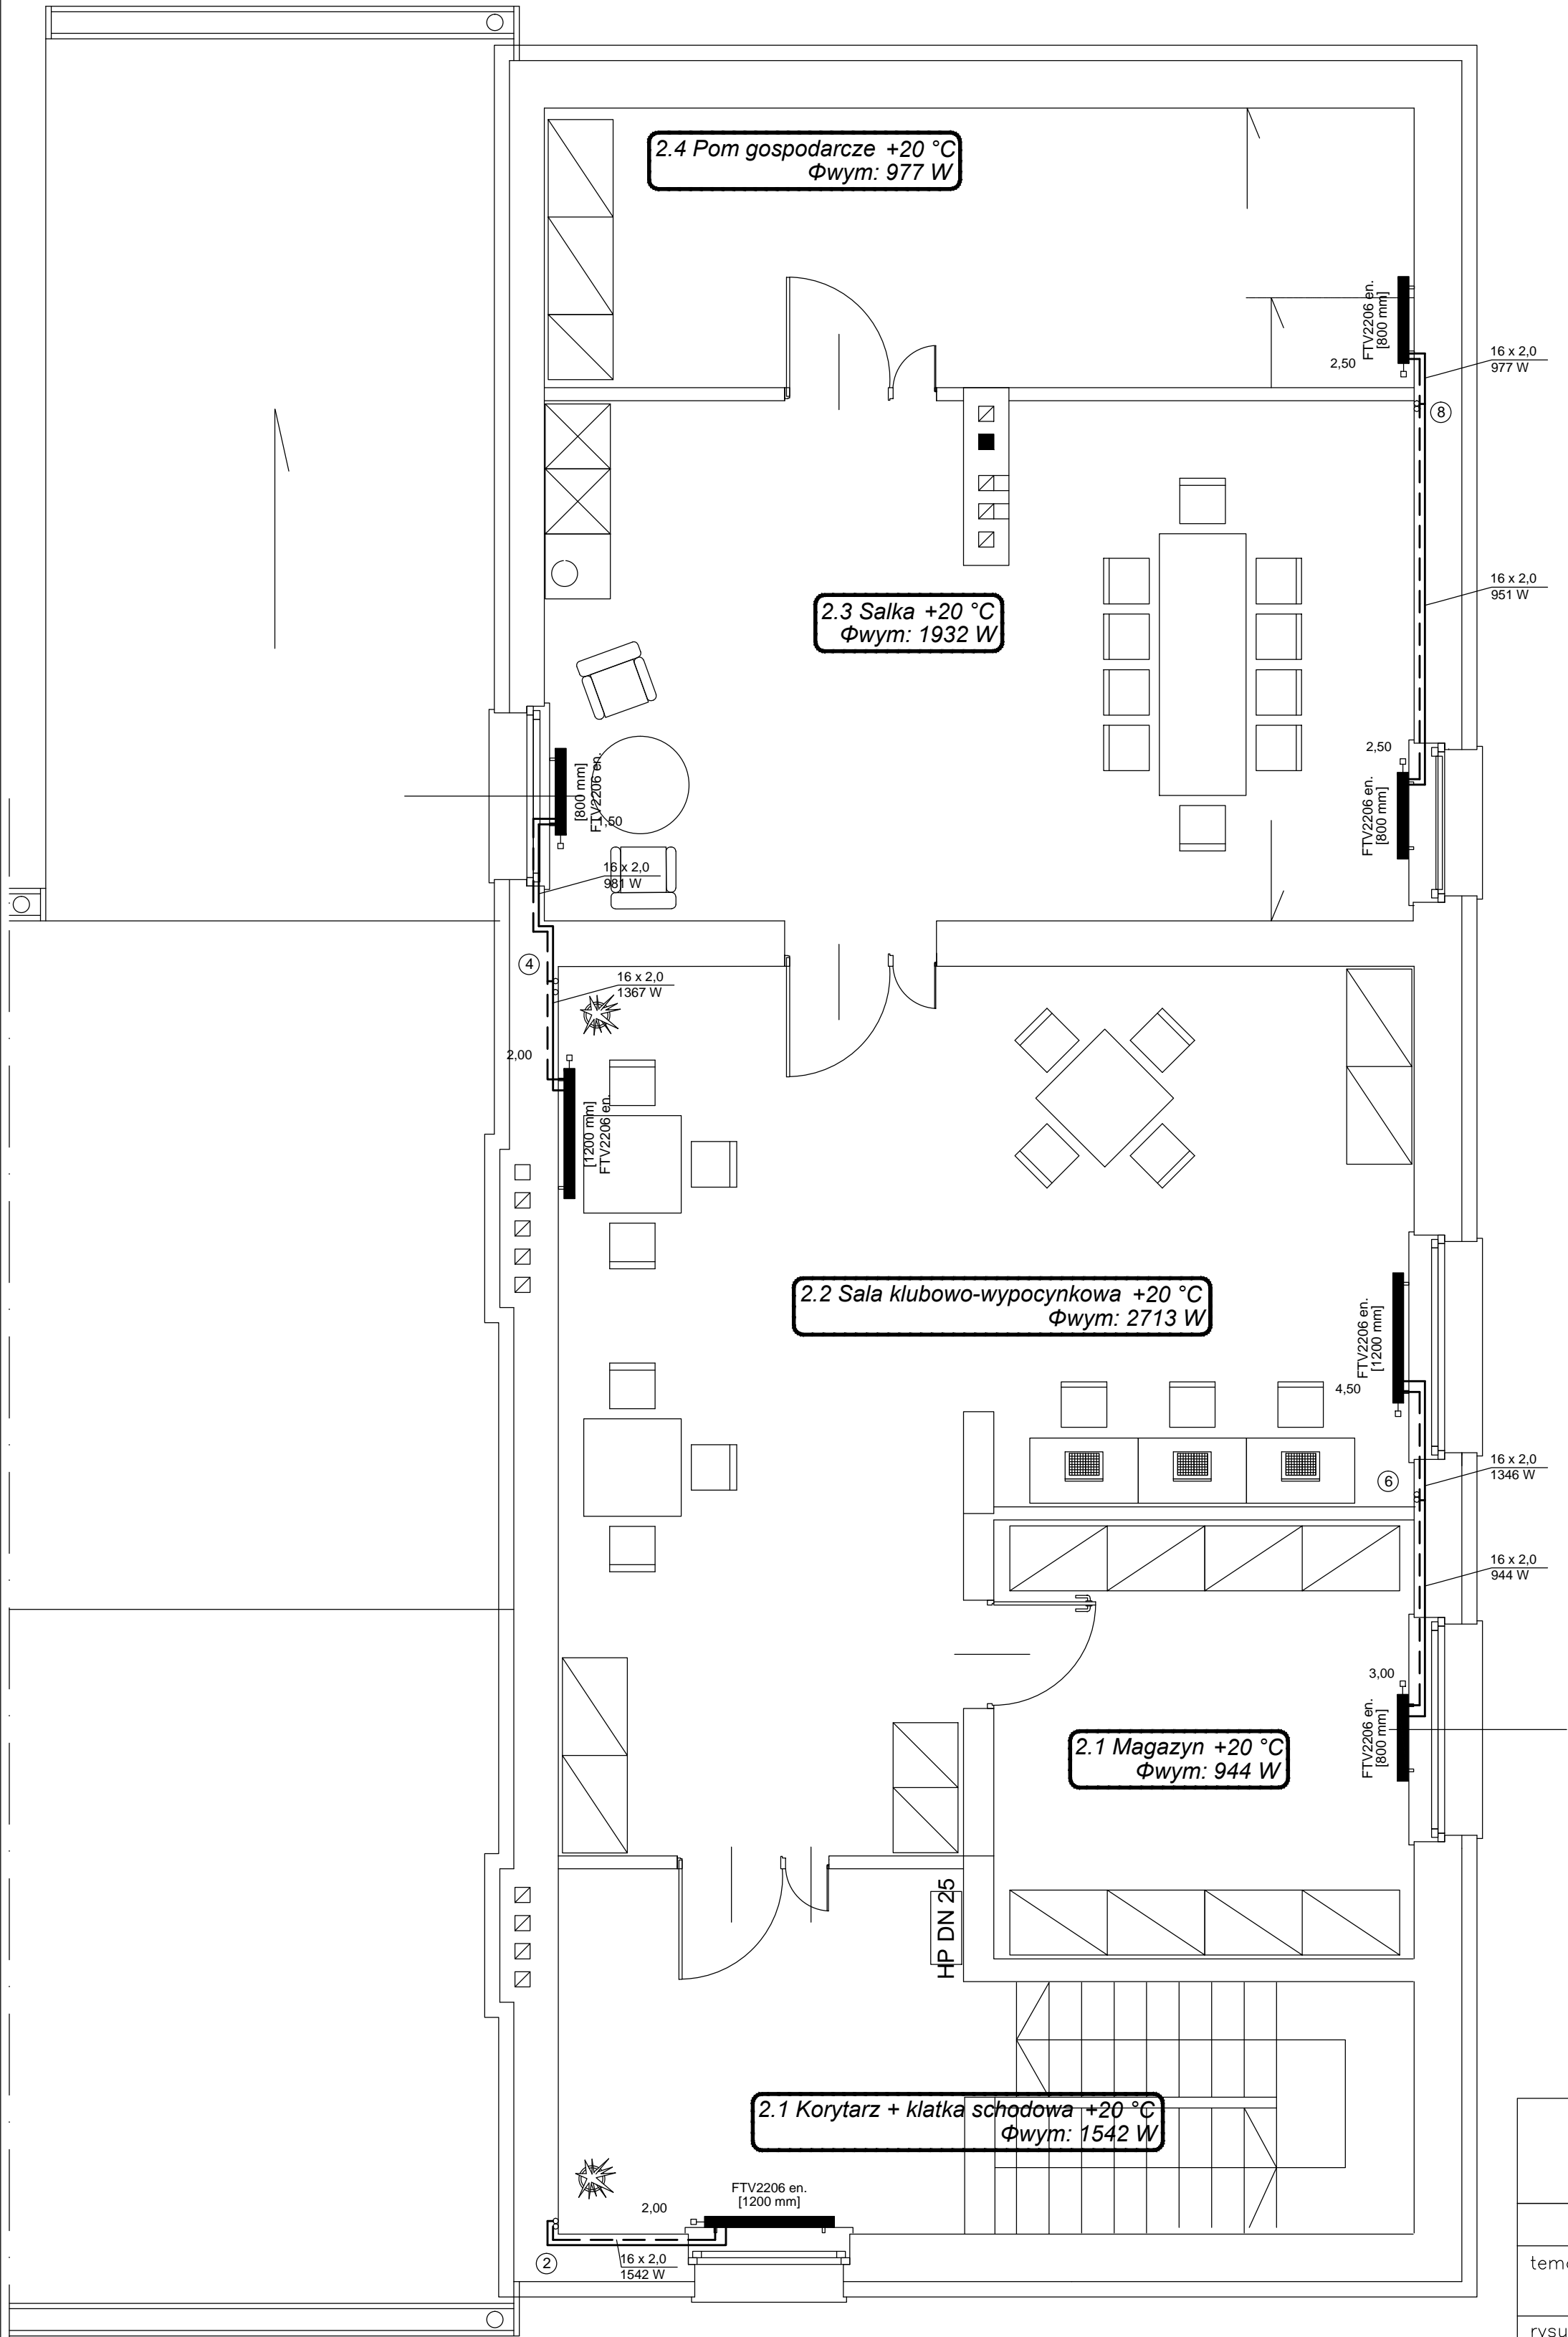 2.4 Pom gospodarcze +20 °C
Φwym: 977 W
FTV2206 en.
[800 mm]
2,50
16 x 2,0
977 W
8
16 x 2,0
951 W
2.3 Salka +20 °C
Φwym: 1932 W
2,50
FTV2206 en.
[800 mm]
[800 mm]
FTV2206 en.
1,50
16 x 2,0
981 W
4
16 x 2,0
1367 W
2,00
[1200 mm]
FTV2206 en.
2.2 Sala klubowo-wypocynkowa +20 °C
Φwym: 2713 W
FTV2206 en.
[1200 mm]
4,50
6
16 x 2,0
1346 W
16 x 2,0
944 W
3,00
FTV2206 en.
[800 mm]
2.1 Magazyn +20 °C
Φwym: 944 W
HP DN 25
2.1 Korytarz + klatka schodowa +20 °C
Φwym: 1542 W
FTV2206 en.
[1200 mm]
2,00
2
16 x 2,0
1542 W